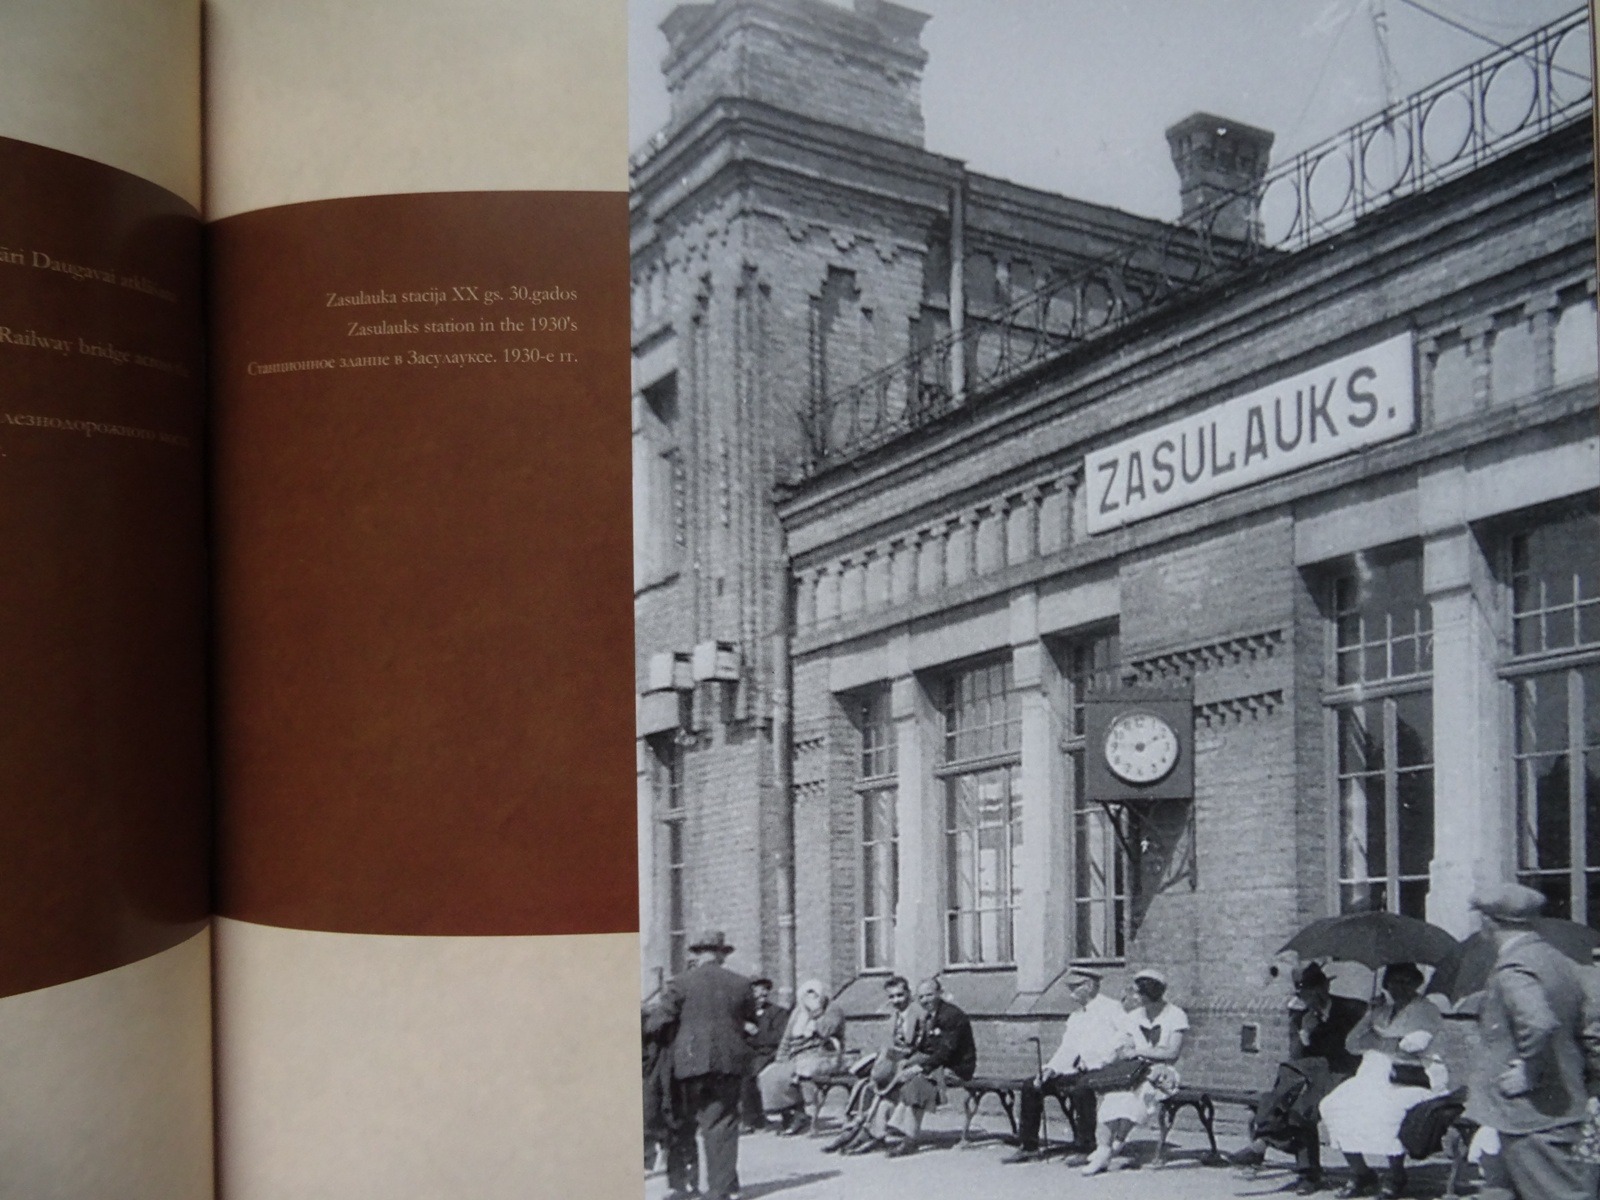 āri Daugavai atklāšana
Railway bridge across
лезнодорожного моста
Zasulauka stacija XX gs. 30.gados
Zasulauks station in the 1930's
Станционное здание в Засулауксе. 1930-е гг.
ZASULAUKS.